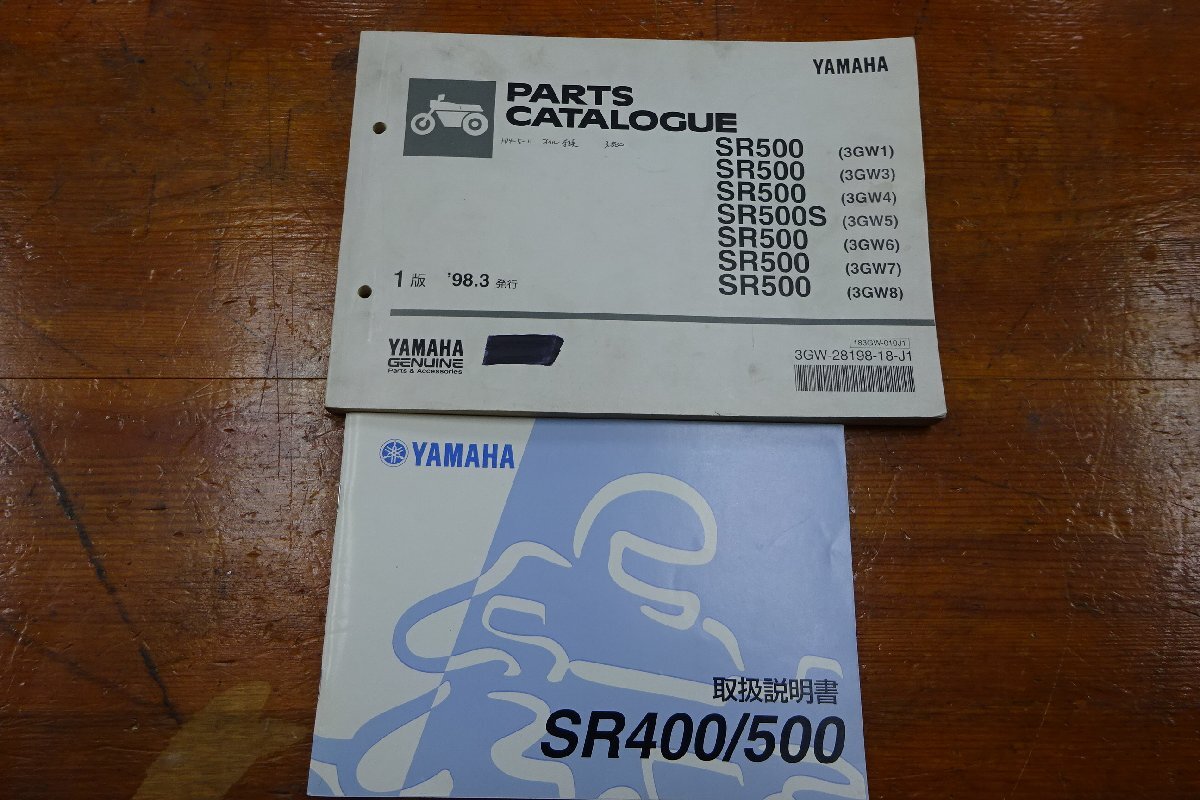 YAMAHA
PARTS
CATALOGUE
SR500 (3GW1)
SR500 (3GW3)
SR500 (3GW4)
SR500S (3GW5)
SR500 (3GW6)
SR500 (3GW7)
SR500 (3GW8)
1版 '98.3 発行
YAMAHA
GENUINE
Parts & Accessories
183GW-010J1
3GW-28198-18-J1
YAMAHA
取扱説明書
SR400/500